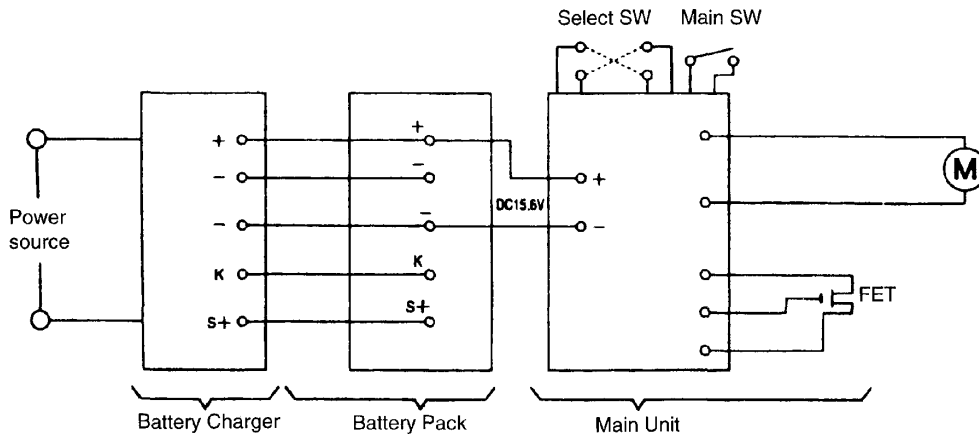 Select SW Main SW
+ +
- -
+
M
Power
source
DC15.6V
- - -
K K
S+ S+
FET
Battery Charger Battery Pack Main Unit